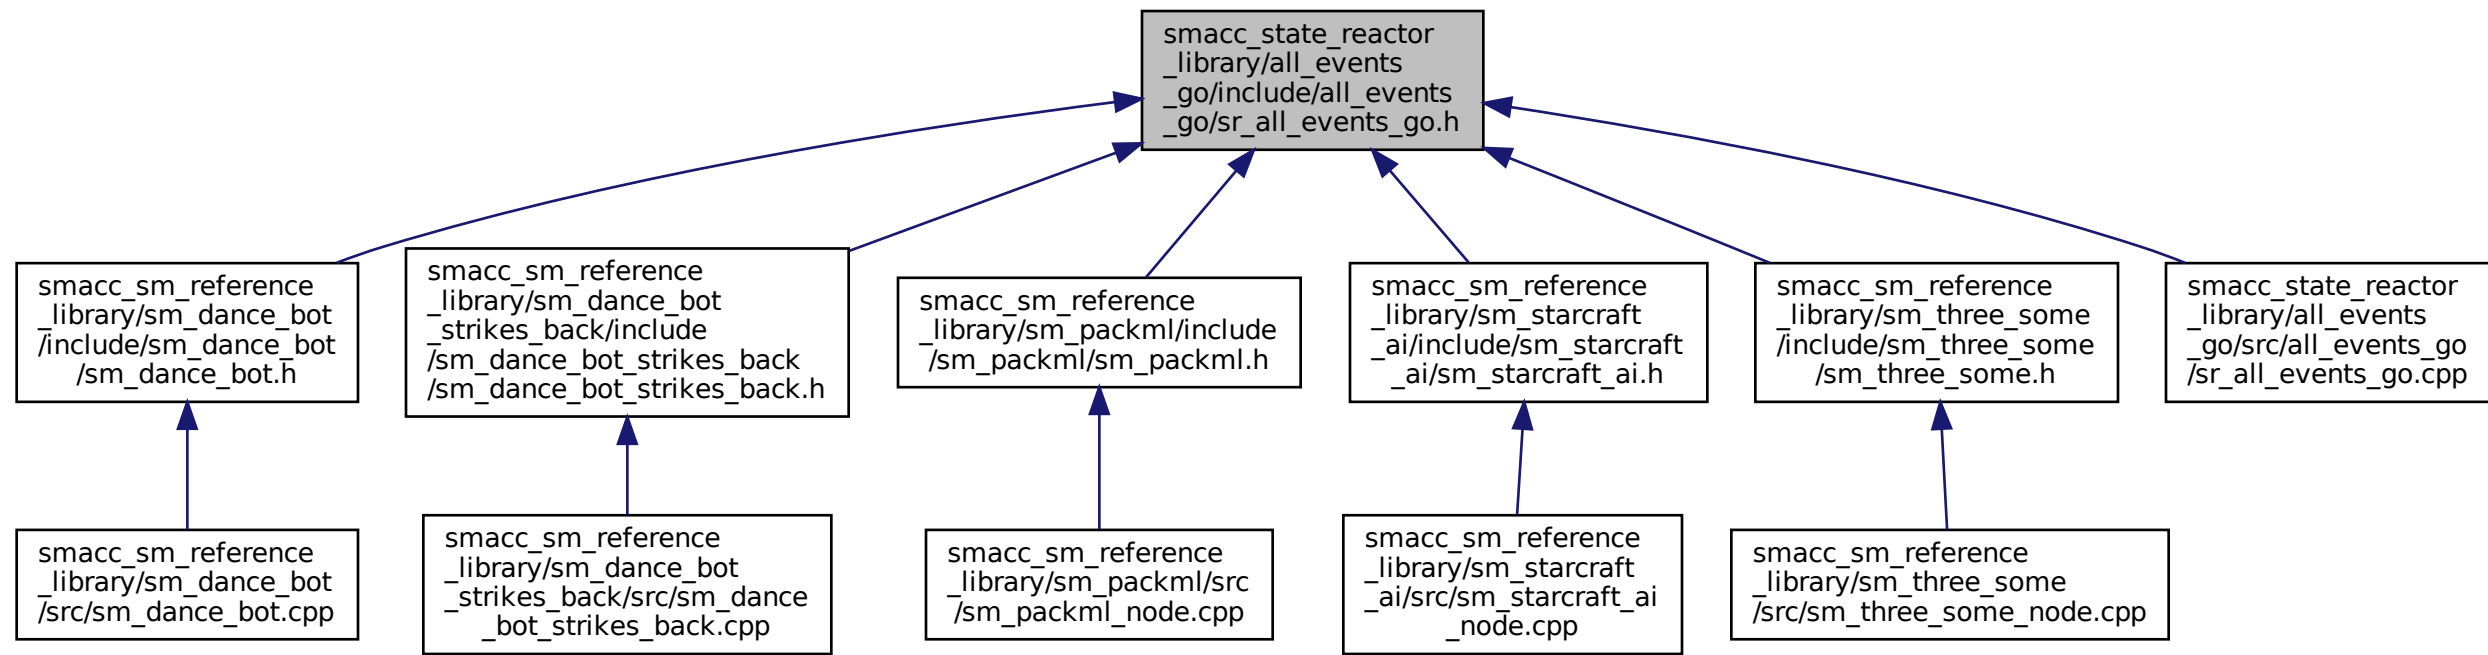 smacc_state_reactor
_library/all_events
_go/include/all_events
_go/sr_all_events_go.h
smacc_sm_reference
_library/sm_dance_bot
/include/sm_dance_bot
/sm_dance_bot.h
smacc_sm_reference
_library/sm_dance_bot
_strikes_back/include
/sm_dance_bot_strikes_back
/sm_dance_bot_strikes_back.h
smacc_sm_reference
_library/sm_packml/include
/sm_packml/sm_packml.h
smacc_sm_reference
_library/sm_starcraft
_ai/include/sm_starcraft
_ai/sm_starcraft_ai.h
smacc_sm_reference
_library/sm_three_some
/include/sm_three_some
/sm_three_some.h
smacc_state_reactor
_library/all_events
_go/src/all_events_go
/sr_all_events_go.cpp
smacc_sm_reference
_library/sm_dance_bot
/src/sm_dance_bot.cpp
smacc_sm_reference
_library/sm_dance_bot
_strikes_back/src/sm_dance
_bot_strikes_back.cpp
smacc_sm_reference
_library/sm_packml/src
/sm_packml_node.cpp
smacc_sm_reference
_library/sm_starcraft
_ai/src/sm_starcraft_ai
_node.cpp
smacc_sm_reference
_library/sm_three_some
/src/sm_three_some_node.cpp